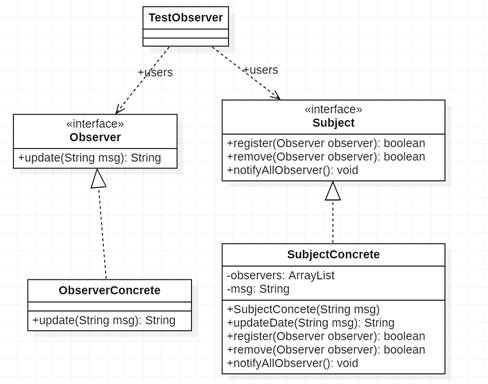 TestObserver
+users
+users
«interface»
Observer
+update(String msg): String
«interface»
Subject
+register(Observer observer): boolean
+remove(Observer observer): boolean
+notifyAllObserver(): void
ObserverConcrete
+update(String msg): String
SubjectConcrete
-observers: ArrayList
-msg: String
+SubjectConcete(String msg)
+updateDate(String msg): String
+register(Observer observer): boolean
+remove(Observer observer): boolean
+notifyAllObserver(): void